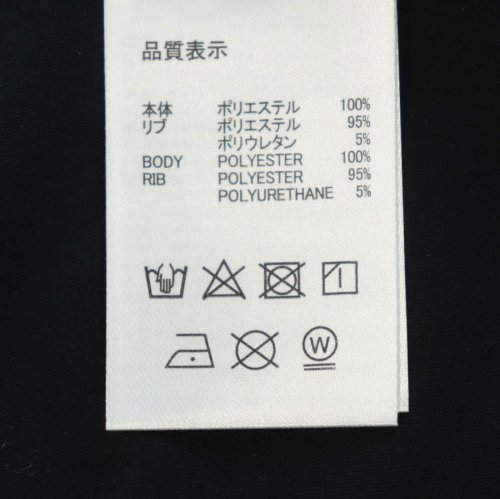 品質表示
本体 ポリエステル 100%
リブ ポリエステル 95%
ポリウレタン 5%
BODY POLYESTER 100%
RIB POLYESTER 95%
POLYURETHANE 5%
W